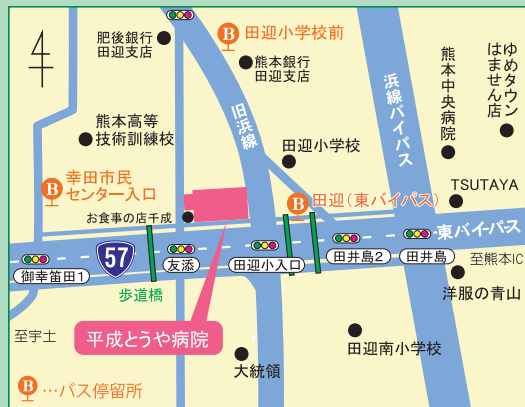 肥後銀行
田迎支店
B
田迎小学校前
熊本銀行
田迎支店
旧浜線
浜線バイパス
熊本中央病院
ゆめタウン
はません店
熊本高等
技術訓練校
田迎小学校
B
幸田市民
センター入口
お食事の店千成
B
田迎(東バイパス)
TSUTAYA
東バイパス
57
至熊本IC
御幸笛田1
友添
田迎小入口
田井島2
田井島
歩道橋
洋服の青山
至宇土
平成とうや病院
田迎南小学校
大統領
B
…バス停留所